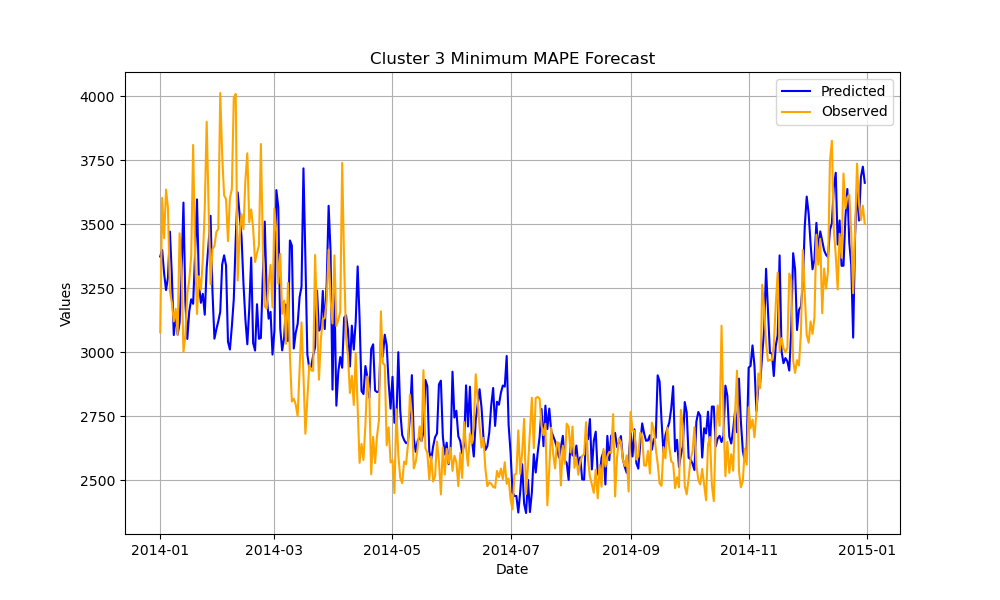 Cluster 3 Minimum MAPE Forecast
Predicted
Observed
Values
4000
3750
3500
3250
3000
2750
2500
2014-01
2014-03
2014-05
2014-07
2014-09
2014-11
2015-01
Date